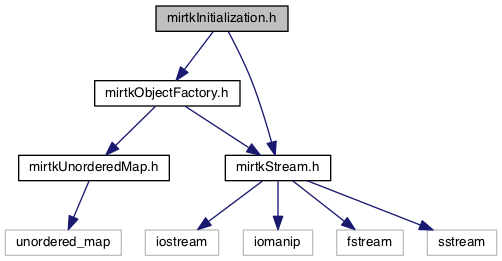 mirtkInitialization.h
mirtkObjectFactory.h
mirtkUnorderedMap.h
mirtkStream.h
unordered_map
iostream
iomanip
fstream
sstream